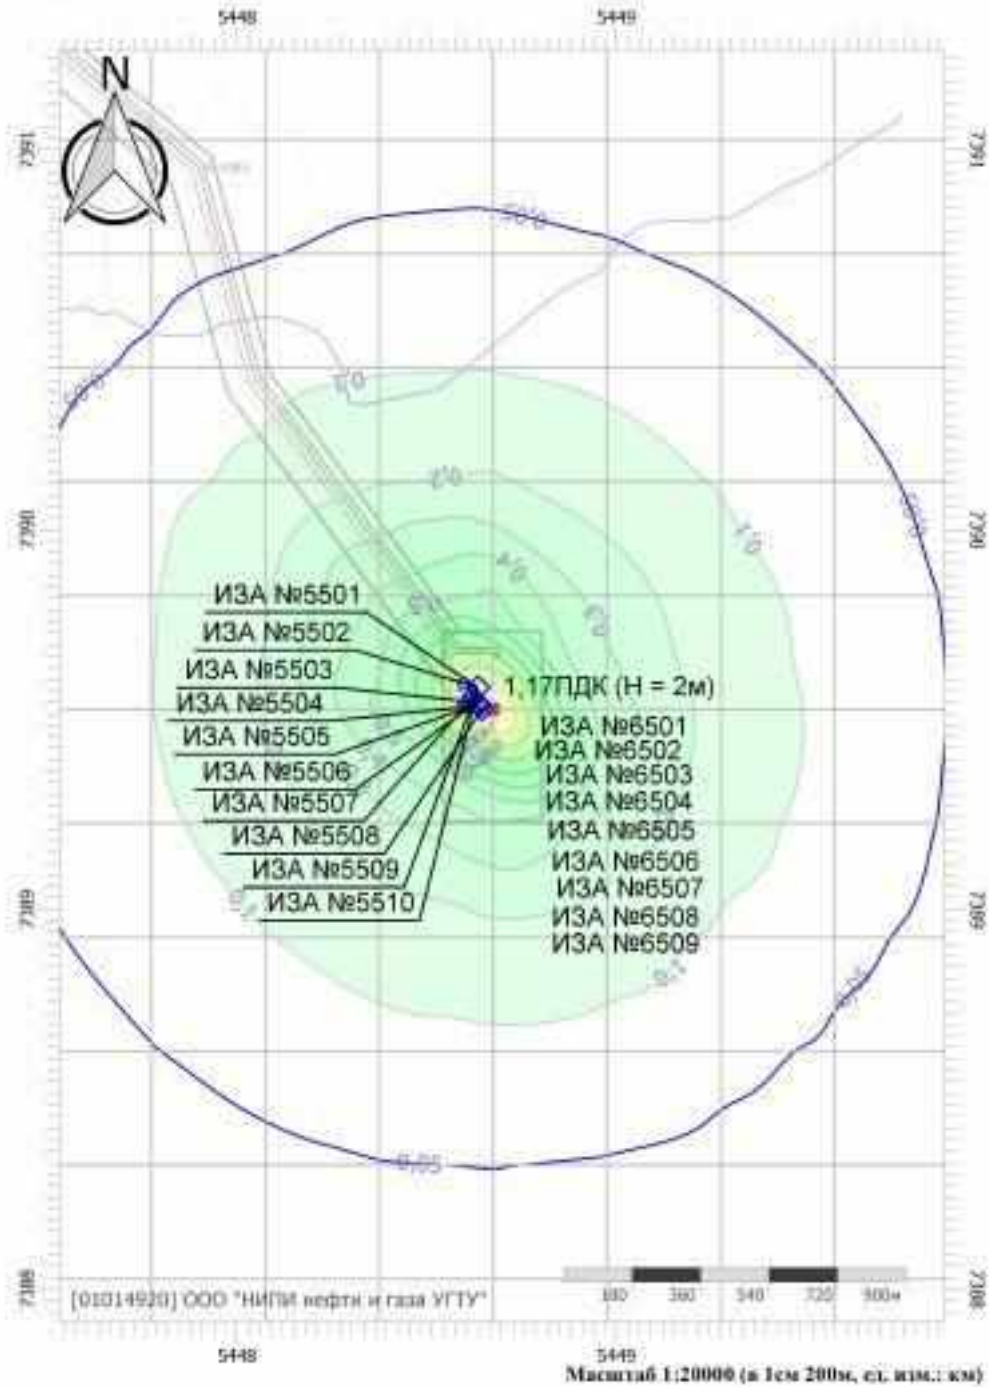 5448 5449
N
7391 7391
0,05
0,05
0,1
0,2
0,1
7390 7390
0,4
0,05
0,3
ИЗА №5501
ИЗА №5502
ИЗА №5503
ИЗА №5504
ИЗА №5505
ИЗА №5506
ИЗА №5507
ИЗА №5508
ИЗА №5509
ИЗА №5510
1,17ПДК (H = 2м)
ИЗА №6501
ИЗА №6502
ИЗА №6503
ИЗА №6504
ИЗА №6505
ИЗА №6506
ИЗА №6507
ИЗА №6508
ИЗА №6509
7389 7389
0,1
0,05
0,05
7388 7388
[01014920] ООО "НИПИ нефти и газа УГТУ"
180 360 540 720 900м
5448 5449
Масштаб 1:20000 (в 1см 200м, ед. изм.: км)